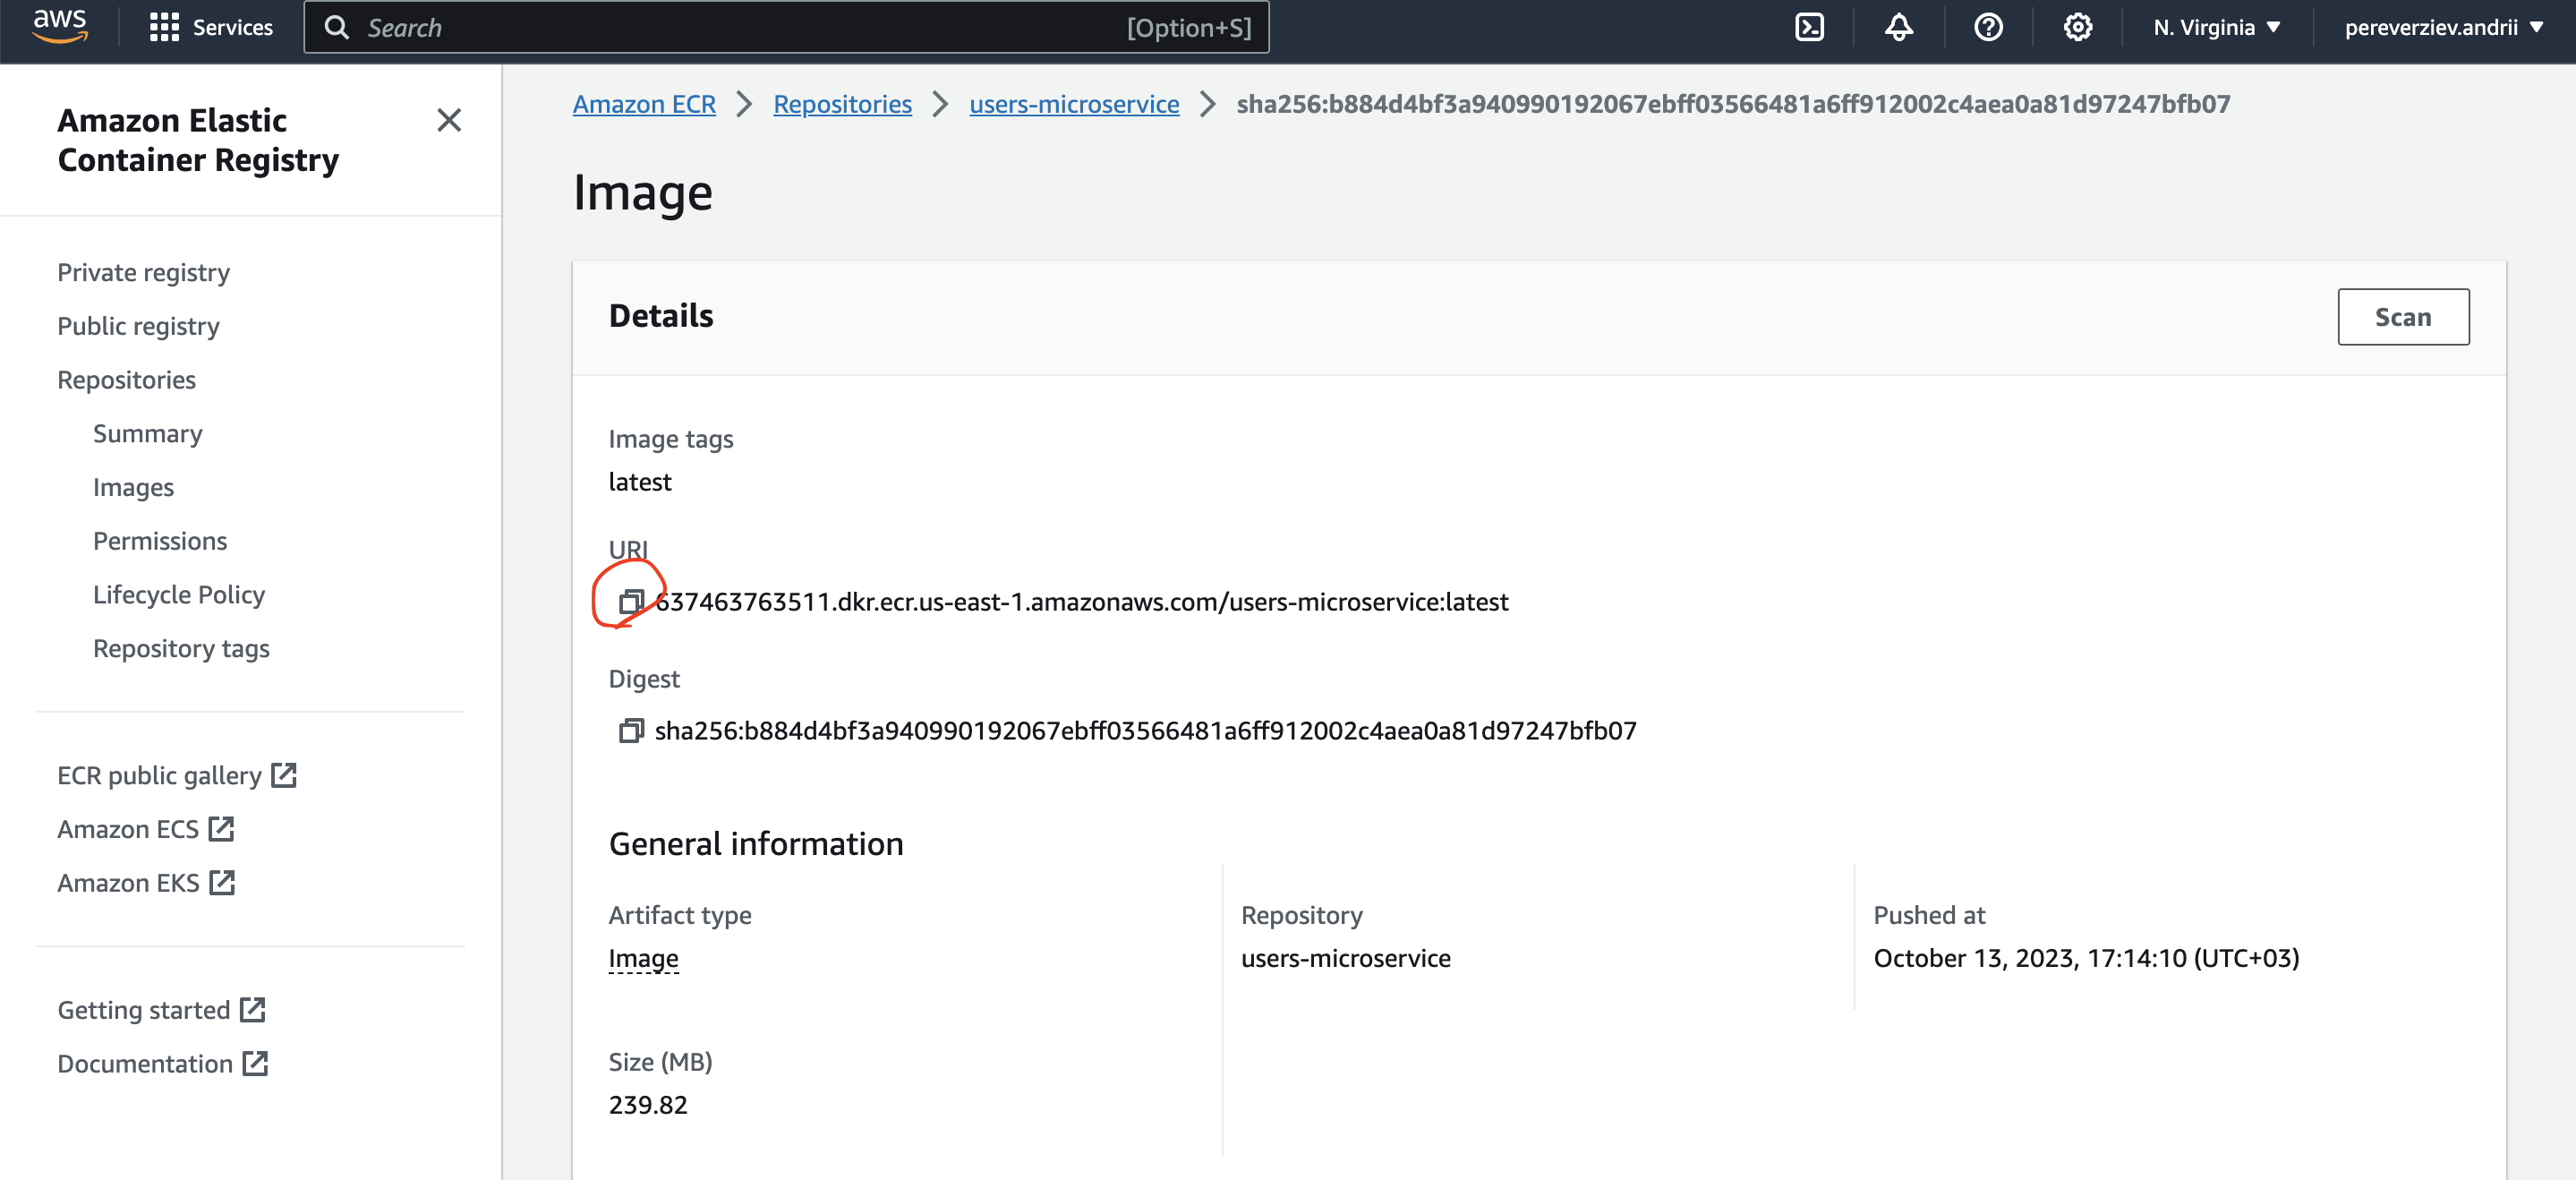 aws Services Search [Option+S] N. Virginia pereverziev.andrii
Amazon Elastic
Container Registry
Private registry
Public registry
Repositories
Summary
Images
Permissions
Lifecycle Policy
Repository tags
ECR public gallery
Amazon ECS
Amazon EKS
Getting started
Documentation
Amazon ECR Repositories users-microservice sha256:b884d4bf3a940990192067ebff03566481a6ff912002c4aea0a81d97247bfb07
Image
Details
Scan
Image tags
latest
URI
637463763511.dkr.ecr.us-east-1.amazonaws.com/users-microservice:latest
Digest
sha256:b884d4bf3a940990192067ebff03566481a6ff912002c4aea0a81d97247bfb07
General information
Artifact type
Image
Repository
users-microservice
Pushed at
October 13, 2023, 17:14:10 (UTC+03)
Size (MB)
239.82